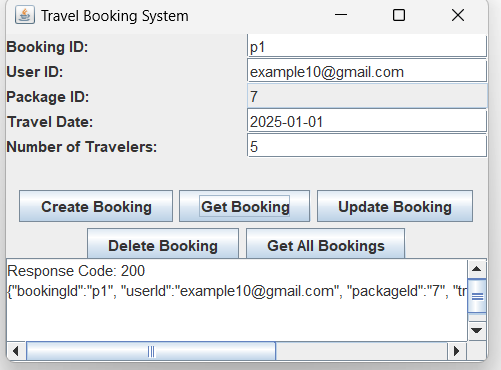 Travel Booking System
Booking ID: p1
User ID: example10@gmail.com
Package ID: 7
Travel Date: 2025-01-01
Number of Travelers: 5
Create Booking Get Booking Update Booking
Delete Booking Get All Bookings
Response Code: 200
{"bookingId":"p1", "userId":"example10@gmail.com", "packageId":"7", "tr